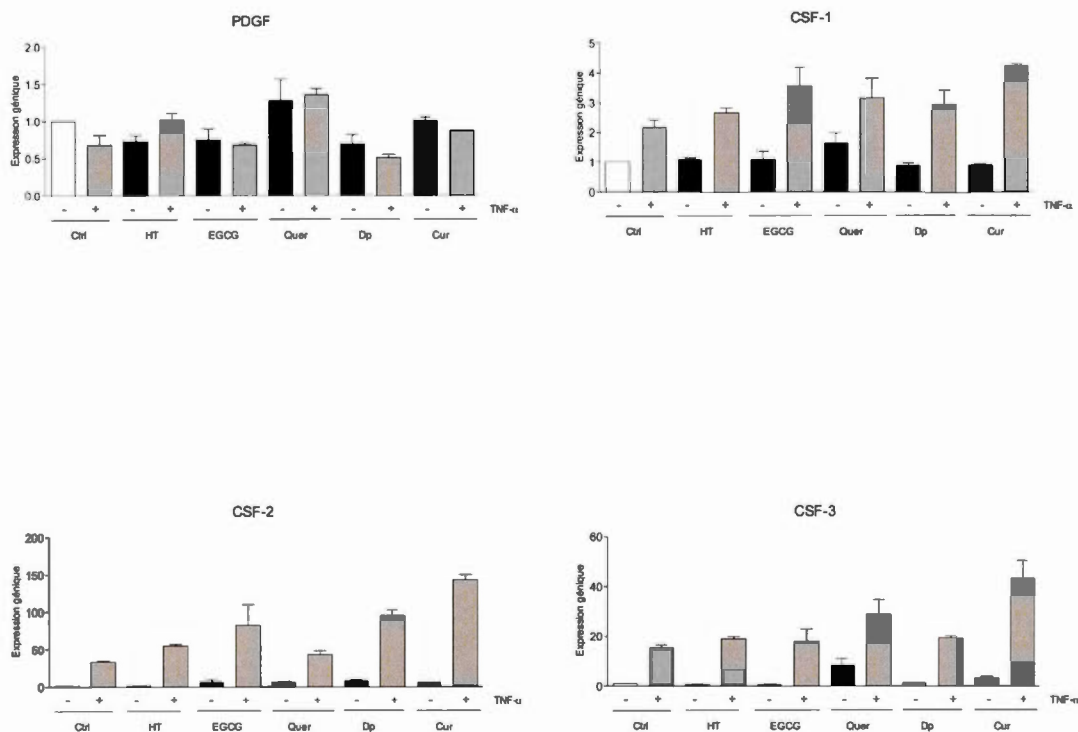 PDGF
Expression génique
2.0
1.5
1.0
0.5
0.0
- + - + - + - + - + - + TNF-α
Ctrl HT EGCG Quer Dp Cur
CSF-1
Expression génique
5
4
3
2
1
0
- + - + - + - + - + - + TNF-α
Ctrl HT EGCG Quer Dp Cur
CSF-2
Expression génique
200
150
100
50
0
- + - + - + - + - + - + TNF-α
Ctrl HT EGCG Quer Dp Cur
CSF-3
Expression génique
60
40
20
0
- + - + - + - + - + - + TNF-α
Ctrl HT EGCG Quer Dp Cur